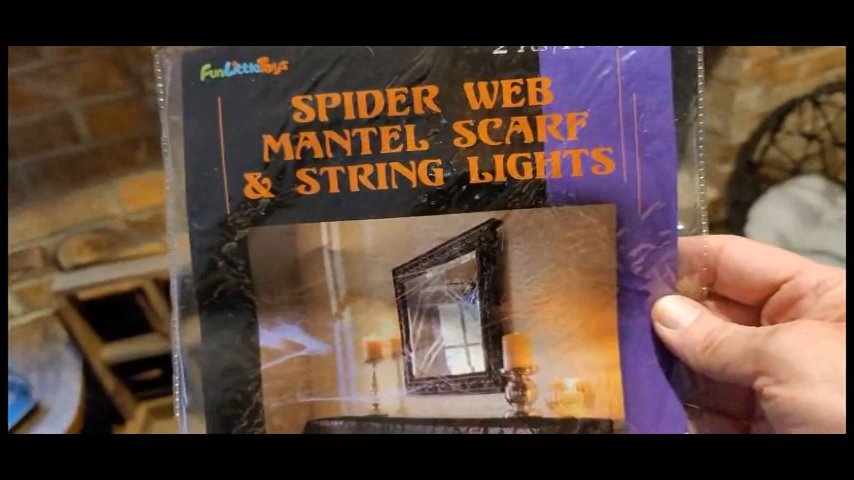 FunLittleToys
SPIDER WEB
MANTEL SCARF
& STRING LIGHTS